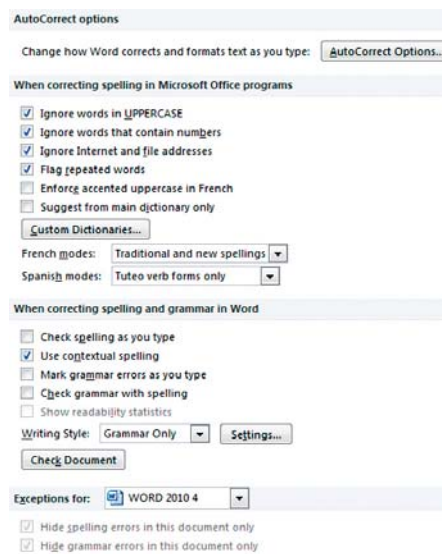 AutoCorrect options
Change how Word corrects and formats text as you type: AutoCorrect Options...
When correcting spelling in Microsoft Office programs
Ignore words in UPPERCASE
Ignore words that contain numbers
Ignore Internet and file addresses
Flag repeated words
Enforce accented uppercase in French
Suggest from main dictionary only
Custom Dictionaries...
French modes: Traditional and new spellings
Spanish modes: Tuteo verb forms only
When correcting spelling and grammar in Word
Check spelling as you type
Use contextual spelling
Mark grammar errors as you type
Check grammar with spelling
Show readability statistics
Writing Style: Grammar Only Settings...
Check Document
Exceptions for: WORD 2010 4
Hide spelling errors in this document only
Hide grammar errors in this document only